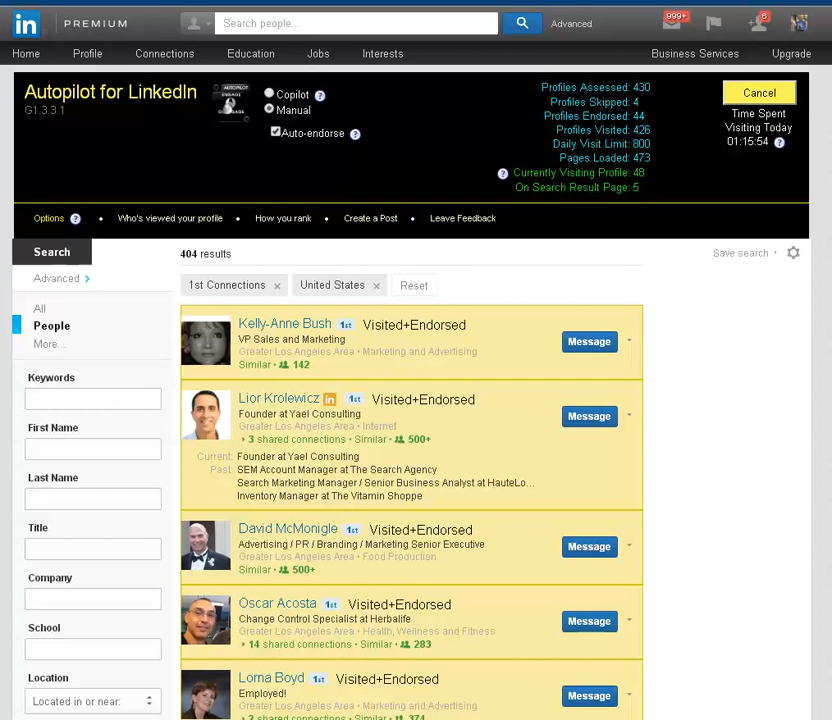 in PREMIUM Search people... Advanced 999+ 6
Home Profile Connections Education Jobs Interests Business Services Upgrade
Autopilot for LinkedIn
G1.3.3.1
AUTOPILOT
Copilot ?
Manual
Auto-endorse ?
Profiles Assessed: 430
Profiles Skipped: 4
Profiles Endorsed: 44
Profiles Visited: 426
Daily Visit Limit: 800
Pages Loaded: 473
? Currently Visiting Profile: 48
On Search Result Page: 5
Cancel
Time Spent
Visiting Today
01:15:54 ?
Options ? • Who's viewed your profile • How you rank • Create a Post • Leave Feedback
Search
Advanced >
All
People
More...
Keywords
First Name
Last Name
Title
Company
School
Location
Located in or near:
404 results Save search •
1st Connections × United States × Reset
Kelly-Anne Bush 1st Visited+Endorsed
VP Sales and Marketing
Greater Los Angeles Area • Marketing and Advertising
Similar • 142
Message
Lior Krolewicz in 1st Visited+Endorsed
Founder at Yael Consulting
Greater Los Angeles Area • Internet
3 shared connections • Similar • 500+
Message
Current: Founder at Yael Consulting
Past: SEM Account Manager at The Search Agency
Search Marketing Manager / Senior Business Analyst at HauteLo...
Inventory Manager at The Vitamin Shoppe
David McMonigle 1st Visited+Endorsed
Advertising / PR / Branding / Marketing Senior Executive
Greater Los Angeles Area • Food Production
Similar • 500+
Message
Oscar Acosta 1st Visited+Endorsed
Change Control Specialist at Herbalife
Greater Los Angeles Area • Health, Wellness and Fitness
14 shared connections • Similar • 283
Message
Lorna Boyd 1st Visited+Endorsed
Employed!
Greater Los Angeles Area • Marketing and Advertising
2 shared connections • Similar • 374
Message